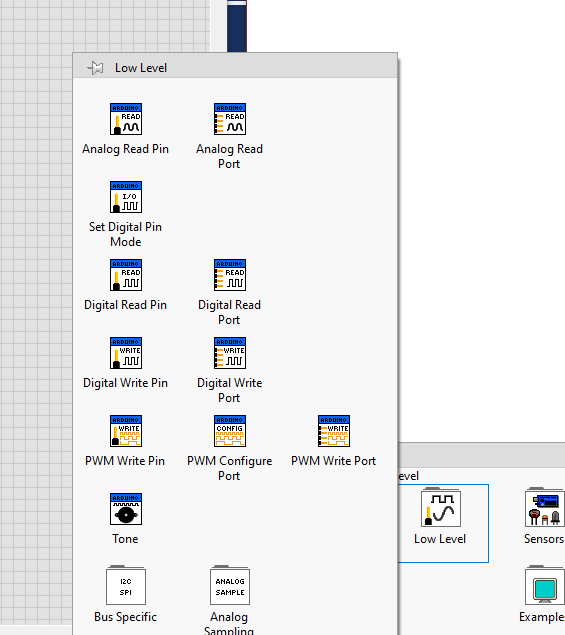 Low Level
ARDUINO READ
ARDUINO READ
Analog Read Pin
Analog Read
Port
ARDUINO I/O
Set Digital Pin
Mode
ARDUINO READ
ARDUINO READ
Digital Read Pin
Digital Read
Port
ARDUINO WRITE
ARDUINO WRITE
Digital Write Pin
Digital Write
Port
ARDUINO WRITE
ARDUINO CONFIG
ARDUINO WRITE
PWM Write Pin
PWM Configure
Port
PWM Write Port
evel
ARDUINO
Tone
Low Level
Sensors
I2C
SPI
ANALOG
SAMPLE
Bus Specific
Analog
Sampling
Example